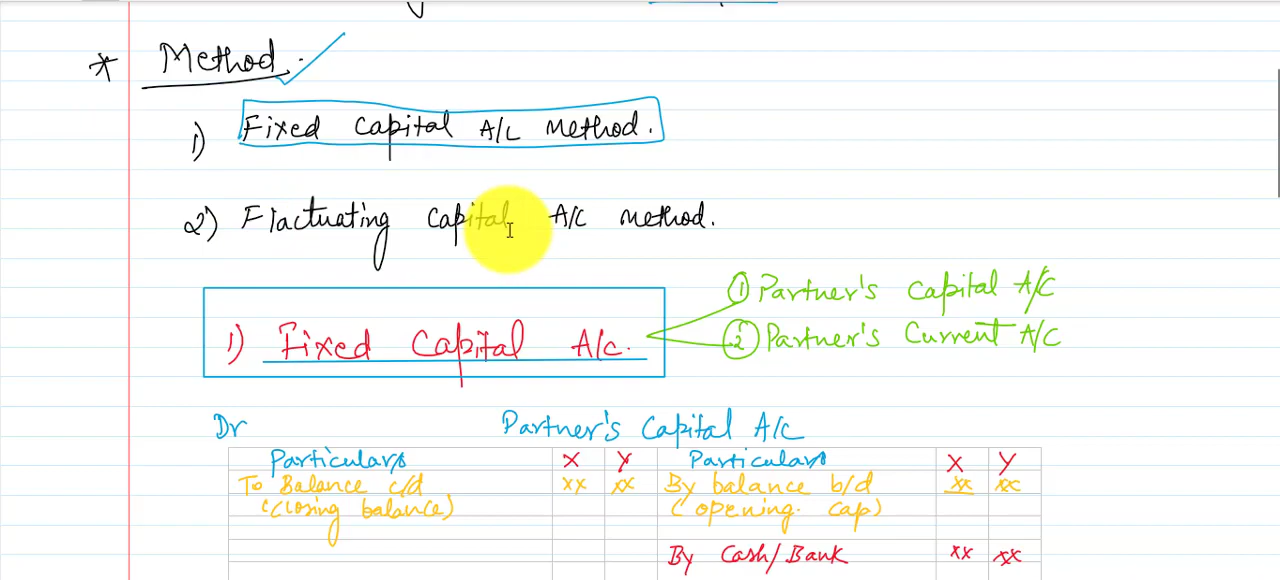 * Method.
1) Fixed Capital A/C Method.
2) Flactuating Capital A/C method.
1) Fixed Capital A/c.
① Partner's Capital A/C
② Partner's Current A/C
Dr Partner's Capital A/C
Particulars X Y Particulars X Y
To Balance c/d xx xx By balance b/d xx xx
(closing balance) (opening. cap)
By Cash/Bank xx xx